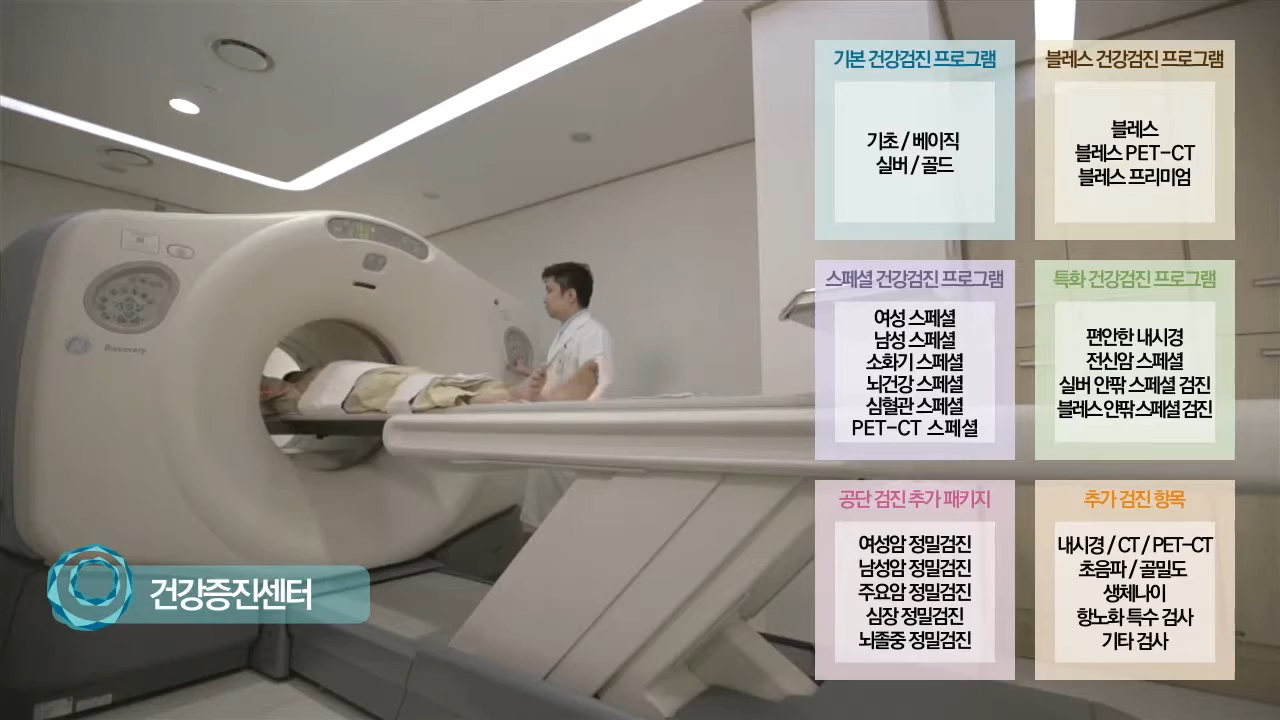 기본 건강검진 프로그램
기초 / 베이직
실버 / 골드
블레스 건강검진 프로그램
블레스
블레스 PET-CT
블레스 프리미엄
스페셜 건강검진 프로그램
여성 스페셜
남성 스페셜
소화기 스페셜
뇌건강 스페셜
심혈관 스페셜
PET-CT 스페셜
특화 건강검진 프로그램
편안한 내시경
전신암 스페셜
실버 안팎 스페셜 검진
블레스 안팎 스페셜 검진
공단 검진 추가 패키지
여성암 정밀검진
남성암 정밀검진
주요암 정밀검진
심장 정밀검진
뇌졸중 정밀검진
추가 검진 항목
내시경 / CT / PET-CT
초음파 / 골밀도
생체나이
항노화 특수 검사
기타 검사
Discovery
건강증진센터